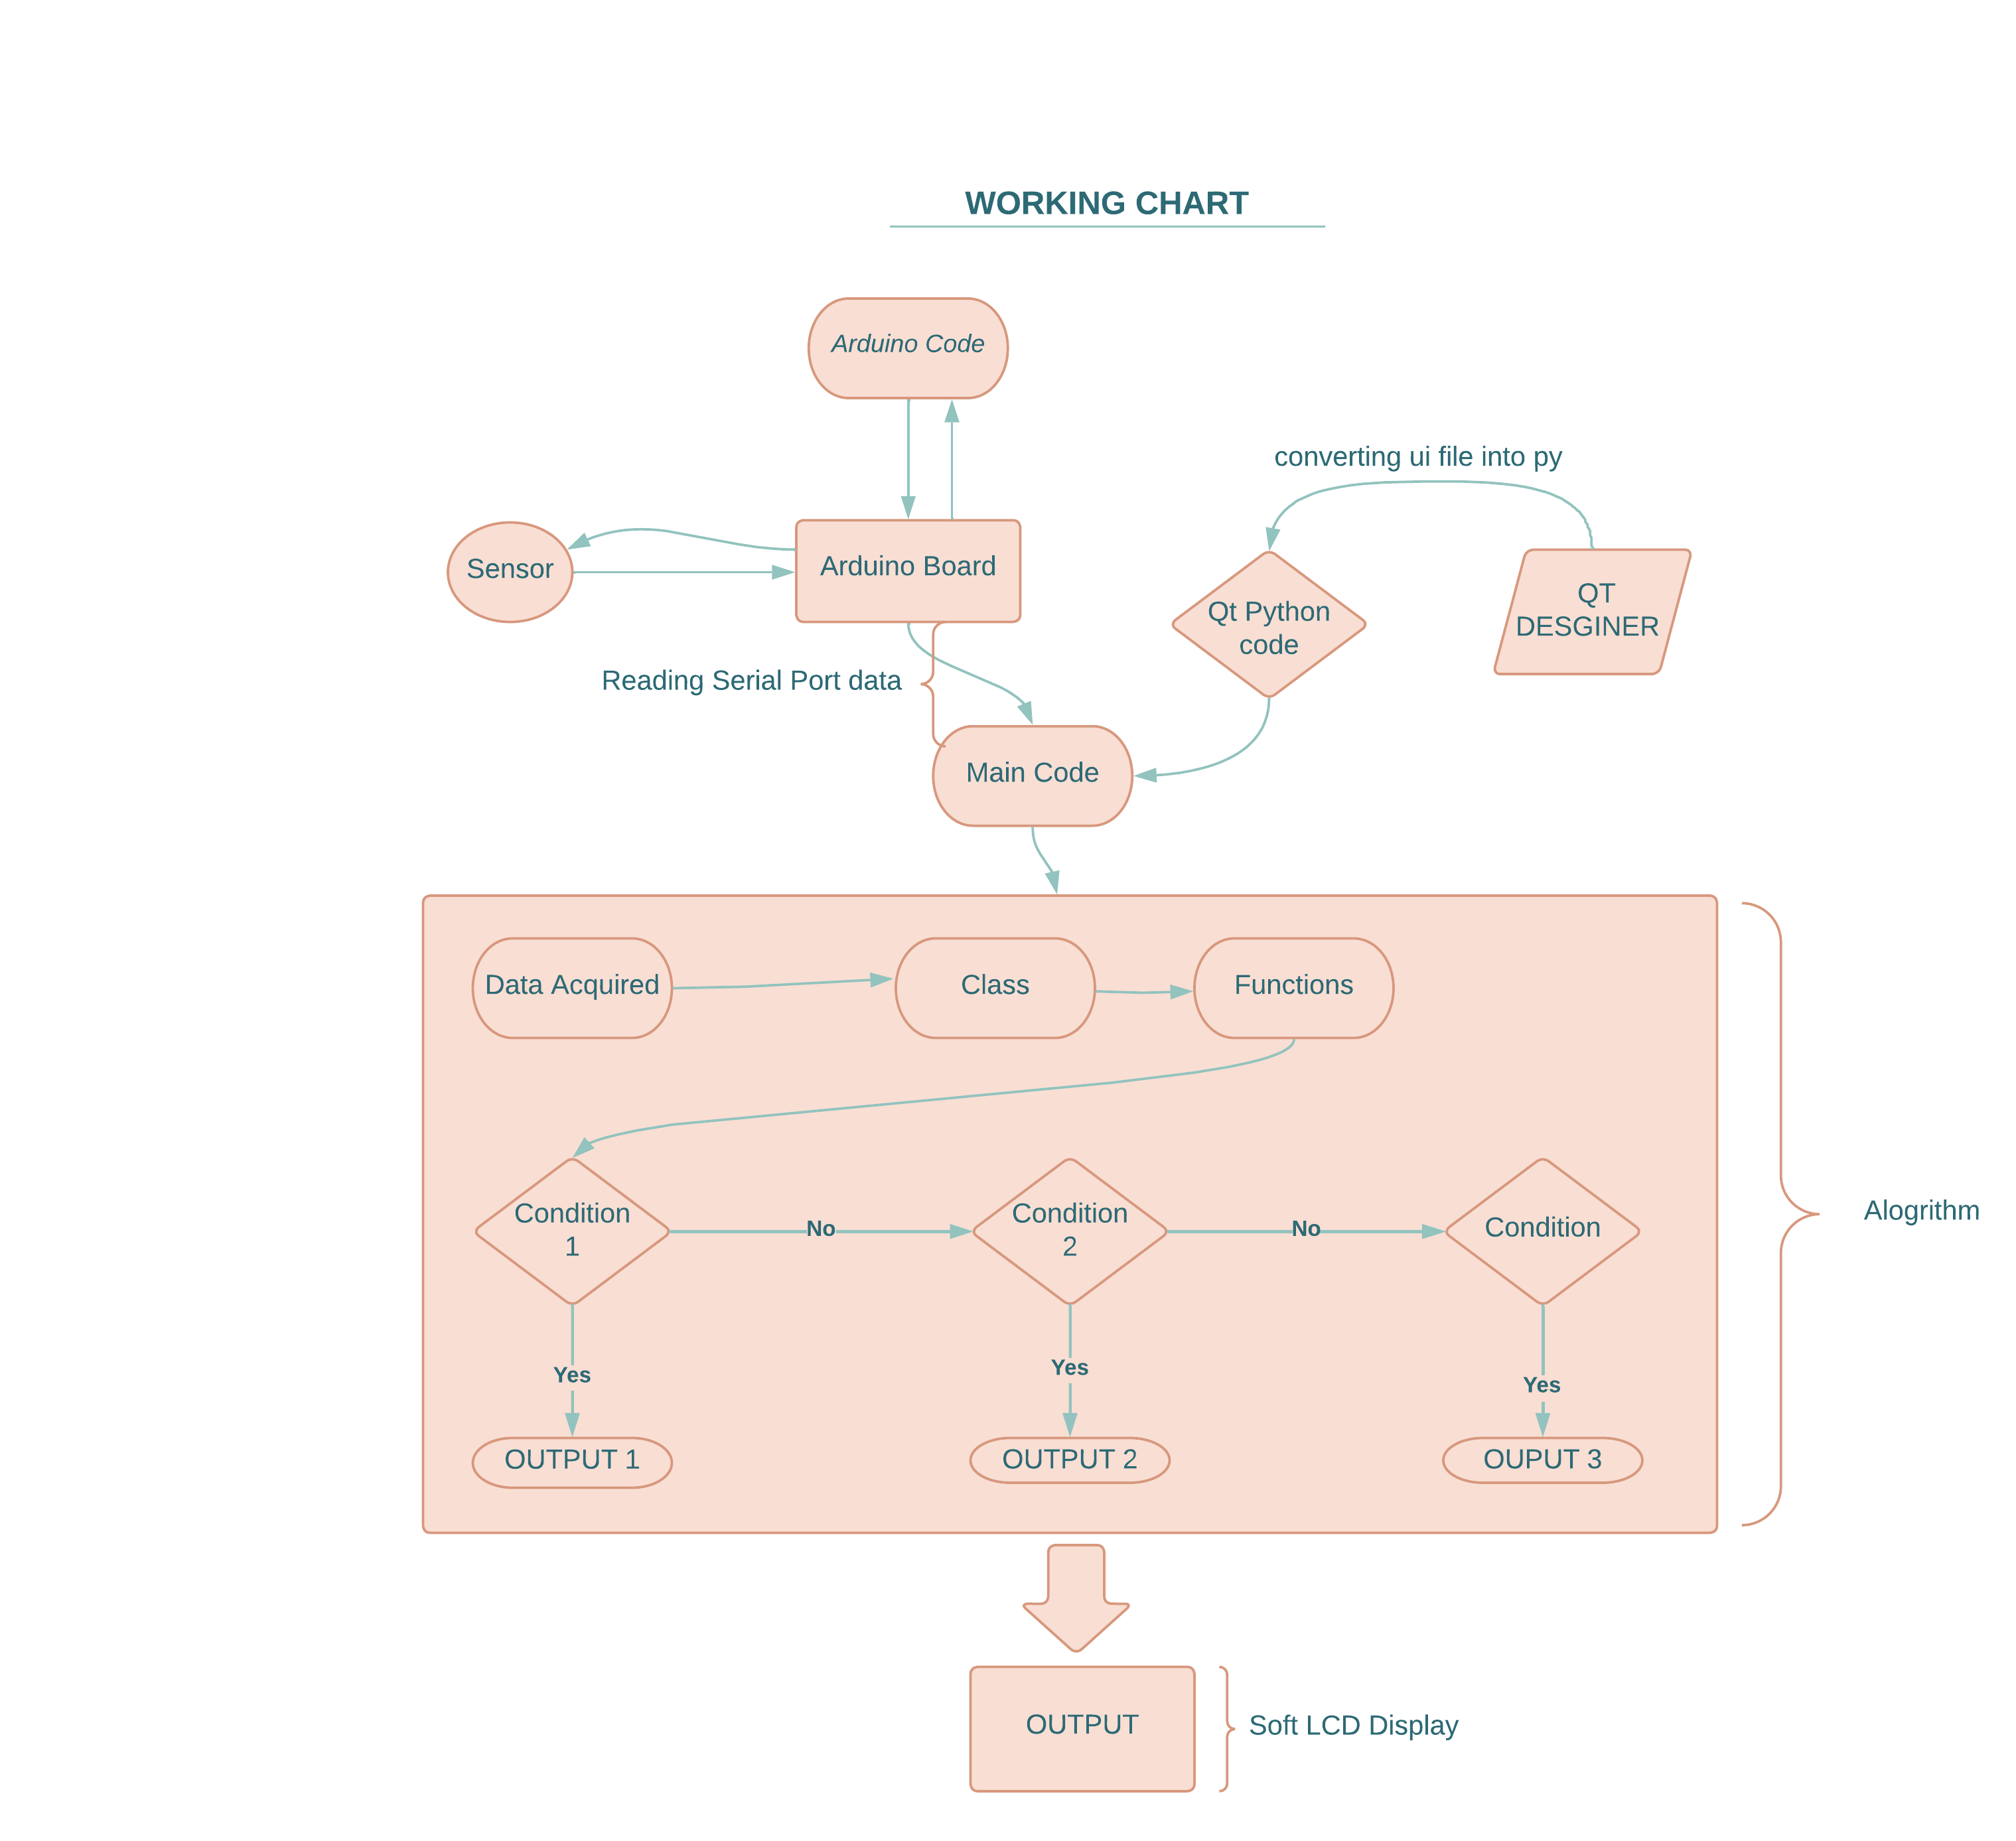 WORKING CHART
Arduino Code
converting ui file into py
Sensor
Arduino Board
Qt Python
code
QT
DESGINER
Reading Serial Port data
Main Code
Data Acquired
Class
Functions
Condition
1
No
Condition
2
No
Condition
Alogrithm
Yes
Yes
Yes
OUTPUT 1
OUTPUT 2
OUPUT 3
OUTPUT
Soft LCD Display